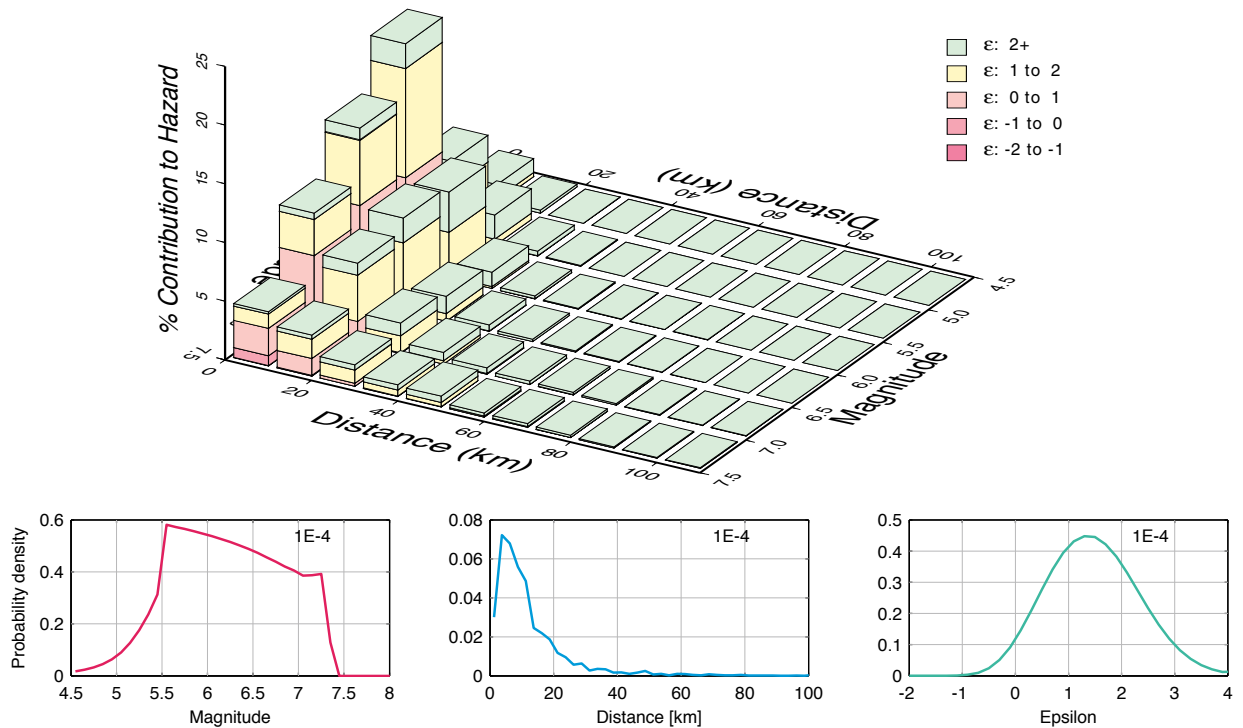 ε: 2+
ε: 1 to 2
ε: 0 to 1
ε: -1 to 0
ε: -2 to -1
% Contribution to Hazard
25
20
15
10
5
0
20
40
60
80
100
Distance (km)
4.5
5.0
5.5
6.0
6.5
7.0
7.5
Magnitude
7.5
0
20
40
60
80
100
Distance (km)
Probability density
0.6
0.4
0.2
0
1E-4
4.5 5 5.5 6 6.5 7 7.5 8
Magnitude
0.08
0.06
0.04
0.02
0
1E-4
0 20 40 60 80 100
Distance [km]
0.5
0.4
0.3
0.2
0.1
0
1E-4
-2 -1 0 1 2 3 4
Epsilon